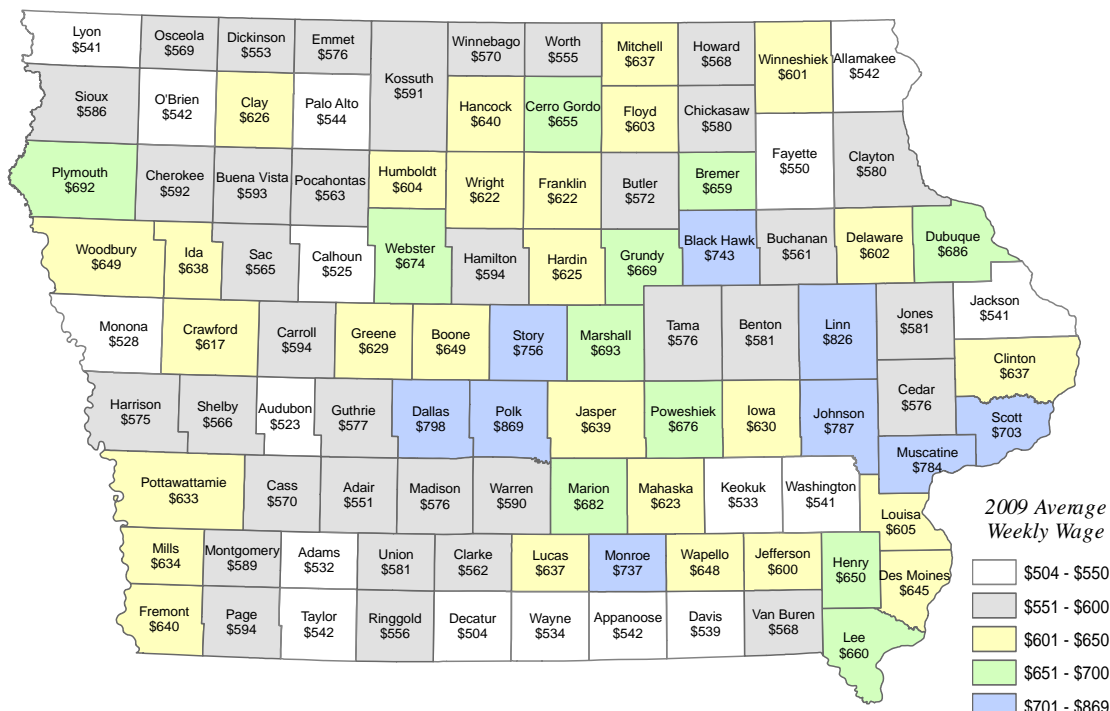 Lyon
$541
Osceola
$569
Dickinson
$553
Emmet
$576
Kossuth
$591
Winnebago
$570
Worth
$555
Mitchell
$637
Howard
$568
Winneshiek
$601
Allamakee
$542
Sioux
$586
O'Brien
$542
Clay
$626
Palo Alto
$544
Hancock
$640
Cerro Gordo
$655
Floyd
$603
Chickasaw
$580
Fayette
$550
Clayton
$580
Plymouth
$692
Cherokee
$592
Buena Vista
$593
Pocahontas
$563
Humboldt
$604
Wright
$622
Franklin
$622
Butler
$572
Bremer
$659
Woodbury
$649
Ida
$638
Sac
$565
Calhoun
$525
Webster
$674
Hamilton
$594
Hardin
$625
Grundy
$669
Black Hawk
$743
Buchanan
$561
Delaware
$602
Dubuque
$686
Monona
$528
Crawford
$617
Carroll
$594
Greene
$629
Boone
$649
Story
$756
Marshall
$693
Tama
$576
Benton
$581
Linn
$826
Jones
$581
Jackson
$541
Clinton
$637
Harrison
$575
Shelby
$566
Audubon
$523
Guthrie
$577
Dallas
$798
Polk
$869
Jasper
$639
Poweshiek
$676
Iowa
$630
Johnson
$787
Cedar
$576
Scott
$703
Muscatine
$784
Pottawattamie
$633
Cass
$570
Adair
$551
Madison
$576
Warren
$590
Marion
$682
Mahaska
$623
Keokuk
$533
Washington
$541
Louisa
$605
Mills
$634
Montgomery
$589
Adams
$532
Union
$581
Clarke
$562
Lucas
$637
Monroe
$737
Wapello
$648
Jefferson
$600
Henry
$650
Des Moines
$645
Fremont
$640
Page
$594
Taylor
$542
Ringgold
$556
Decatur
$504
Wayne
$534
Appanoose
$542
Davis
$539
Van Buren
$568
Lee
$660
2009 Average
Weekly Wage
$504 - $550
$551 - $600
$601 - $650
$651 - $700
$701 - $869